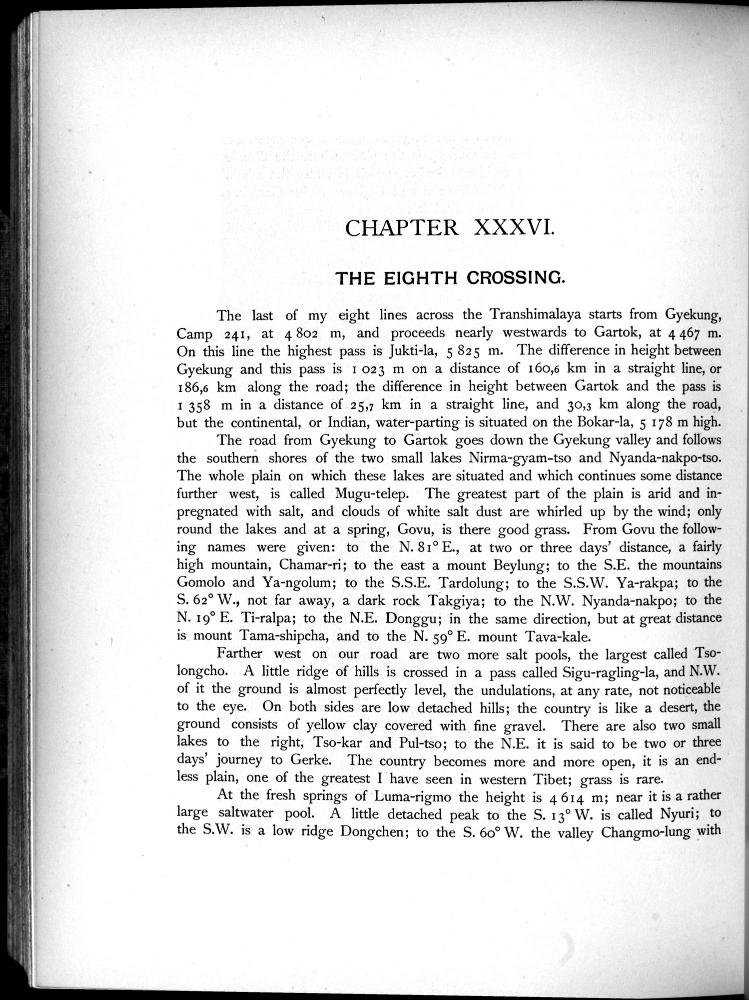 CHAPTER XXXVI.
THE EIGHTH CROSSING.
The last of my eight lines across the Transhimalaya starts from Gyekung,
Camp 241, at 4 802 m, and proceeds nearly westwards to Gartok, at 4 467 m.
On this line the highest pass is Jukti-la, 5 825 m. The difference in height between
Gyekung and this pass is 1 023 m on a distance of 160,6 km in a straight line, or
186,6 km along the road; the difference in height between Gartok and the pass is
1 358 m in a distance of 25,7 km in a straight line, and 30,3 km along the road,
but the continental, or Indian, water-parting is situated on the Bokar-la, 5 178 m high.
The road from Gyekung to Gartok goes down the Gyekung valley and follows
the southern shores of the two small lakes Nirma-gyam-tso and Nyanda-nakpo-tso.
The whole plain on which these lakes are situated and which continues some distance
further west, is called Mugu-telep. The greatest part of the plain is arid and in-
pregnated with salt, and clouds of white salt dust are whirled up by the wind; only
round the lakes and at a spring, Govu, is there good grass. From Govu the follow-
ing names were given: to the N. 81° E., at two or three days' distance, a fairly
high mountain, Chamar-ri; to the east a mount Beylung; to the S.E. the mountains
Gomolo and Ya-ngolum; to the S.S.E. Tardolung; to the S.S.W. Ya-rakpa; to the
S. 62° W., not far away, a dark rock Takgiya; to the N.W. Nyanda-nakpo; to the
N. 19° E. Ti-ralpa; to the N.E. Donggu; in the same direction, but at great distance
is mount Tama-shipcha, and to the N. 59° E. mount Tava-kale.
Farther west on our road are two more salt pools, the largest called Tso-
longcho. A little ridge of hills is crossed in a pass called Sigu-ragling-la, and N.W.
of it the ground is almost perfectly level, the undulations, at any rate, not noticeable
to the eye. On both sides are low detached hills; the country is like a desert, the
ground consists of yellow clay covered with fine gravel. There are also two small
lakes to the right, Tso-kar and Pul-tso; to the N.E. it is said to be two or three
days' journey to Gerke. The country becomes more and more open, it is an end-
less plain, one of the greatest I have seen in western Tibet; grass is rare.
At the fresh springs of Luma-rigmo the height is 4 614 m; near it is a rather
large saltwater pool. A little detached peak to the S. 13° W. is called Nyuri; to
the S.W. is a low ridge Dongchen; to the S. 60° W. the valley Changmo-lung with